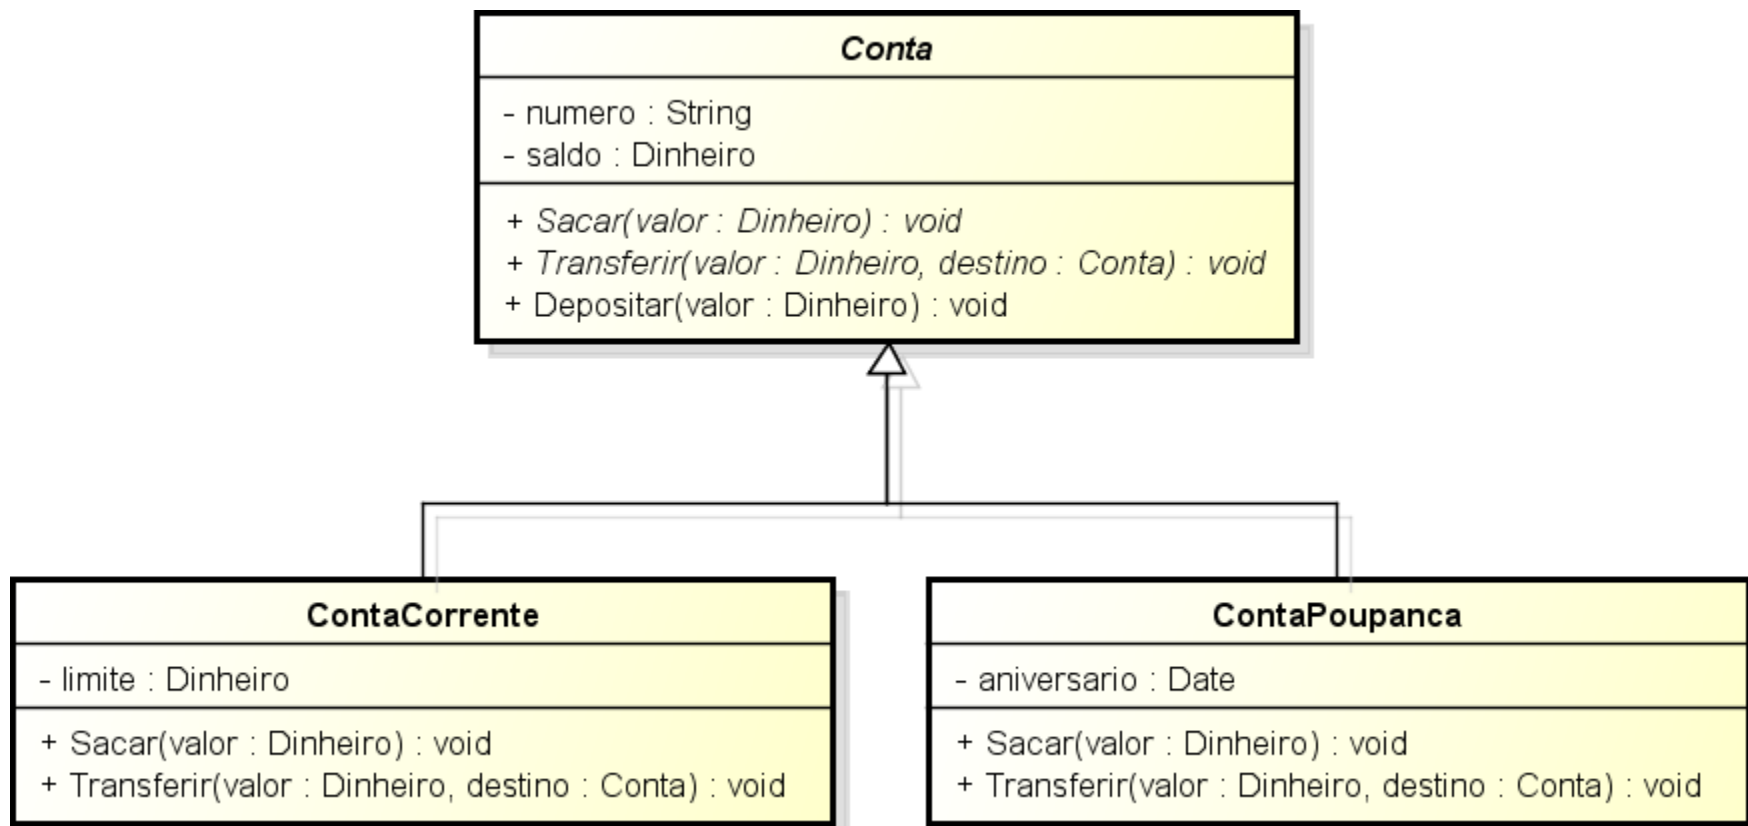 Conta
- numero : String
- saldo : Dinheiro
+ Sacar(valor : Dinheiro) : void
+ Transferir(valor : Dinheiro, destino : Conta) : void
+ Depositar(valor : Dinheiro) : void
ContaCorrente
- limite : Dinheiro
+ Sacar(valor : Dinheiro) : void
+ Transferir(valor : Dinheiro, destino : Conta) : void
ContaPoupanca
- aniversario : Date
+ Sacar(valor : Dinheiro) : void
+ Transferir(valor : Dinheiro, destino : Conta) : void